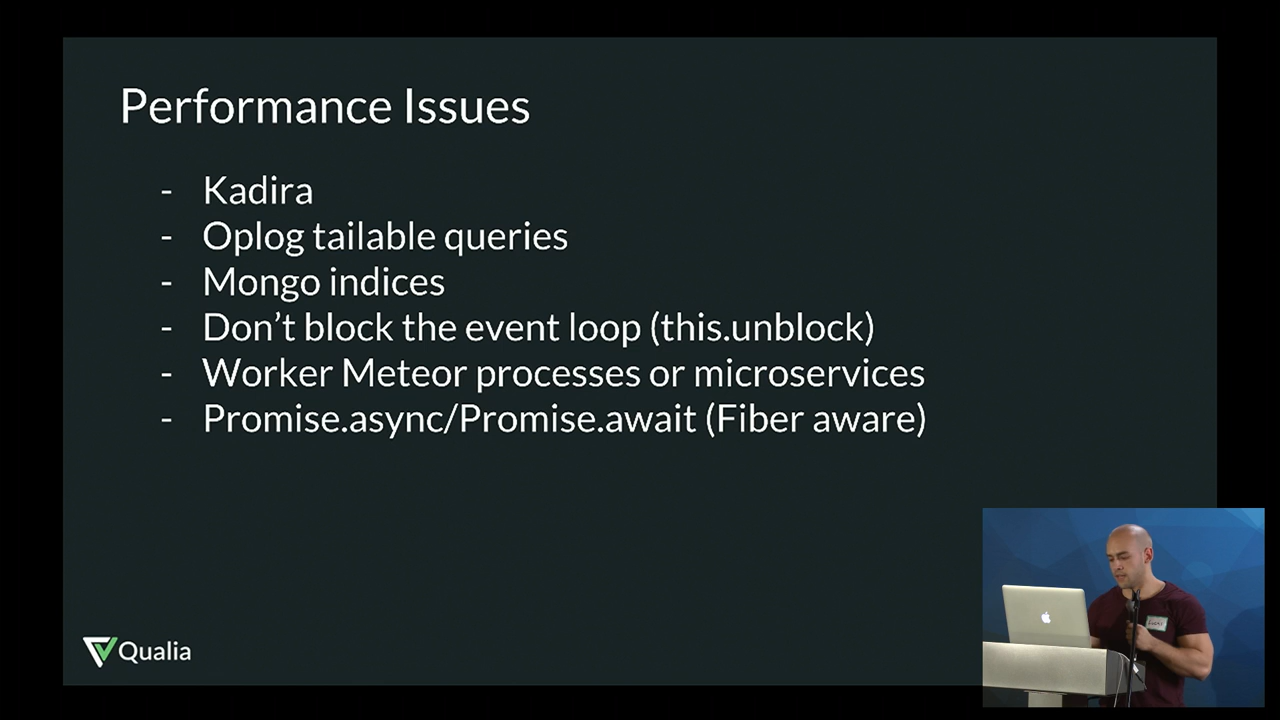 Performance Issues
- Kadira
- Oplog tailable queries
- Mongo indices
- Don’t block the event loop (this.unblock)
- Worker Meteor processes or microservices
- Promise.async/Promise.await (Fiber aware)
Qualia